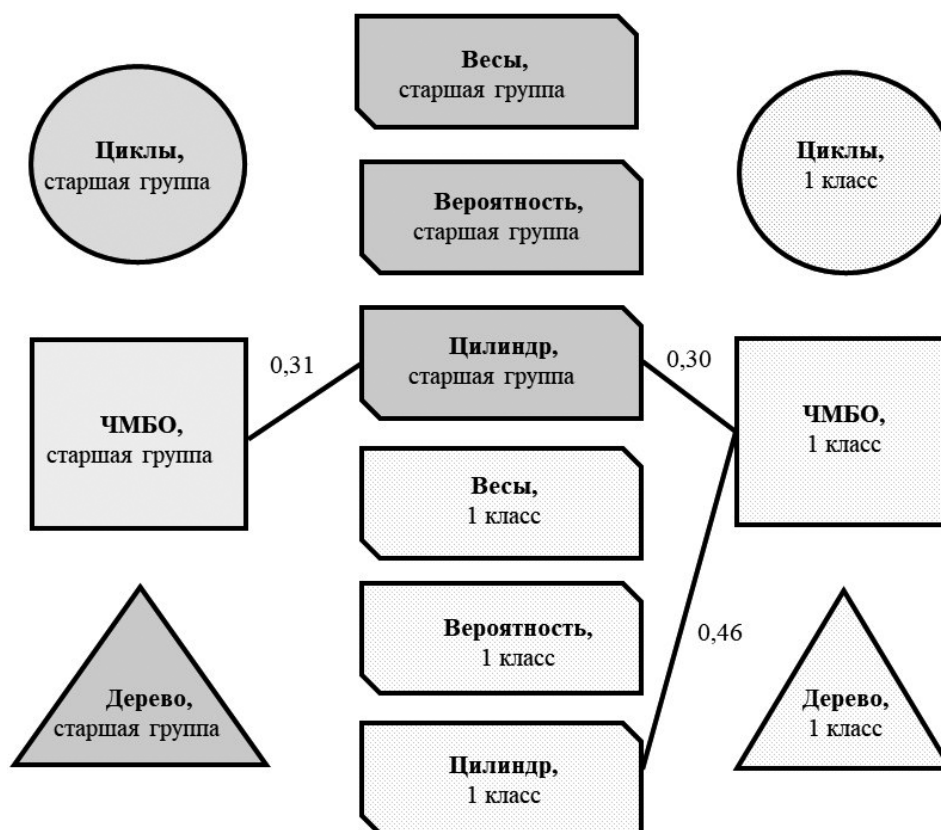 Весы,
старшая группа
Циклы,
старшая группа
Циклы,
1 класс
Вероятность,
старшая группа
0,31
Цилиндр,
старшая группа
0,30
ЧМБО,
старшая группа
ЧМБО,
1 класс
Весы,
1 класс
Вероятность,
1 класс
0,46
Дерево,
старшая группа
Дерево,
1 класс
Цилиндр,
1 класс